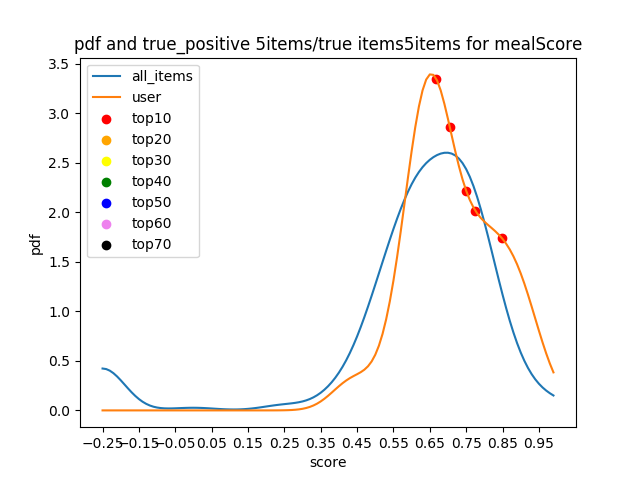 pdf and true_positive 5items/true items5items for mealScore
all_items
user
top10
top20
top30
top40
top50
top60
top70
3.5
3.0
2.5
2.0
1.5
1.0
0.5
0.0
pdf
−0.25 −0.15 −0.05 0.05 0.15 0.25 0.35 0.45 0.55 0.65 0.75 0.85 0.95
score